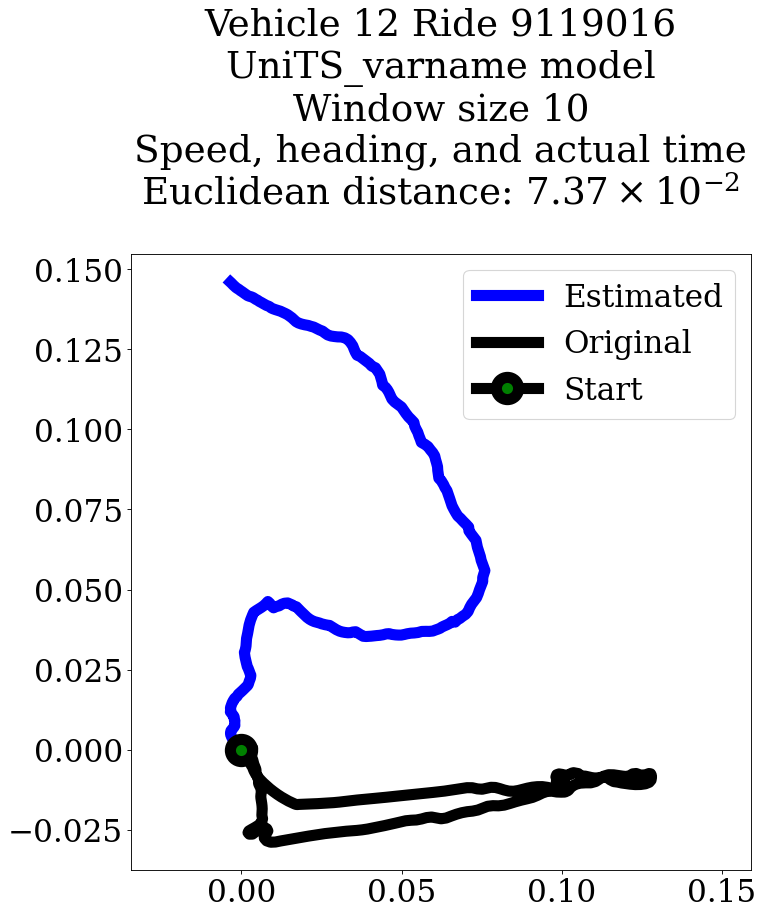 Vehicle 12 Ride 9119016
UniTS_varname model
Window size 10
Speed, heading, and actual time
Euclidean distance: 7.37 × 10⁻²
Estimated
Original
Start
0.150
0.125
0.100
0.075
0.050
0.025
0.000
−0.025
0.00 0.05 0.10 0.15